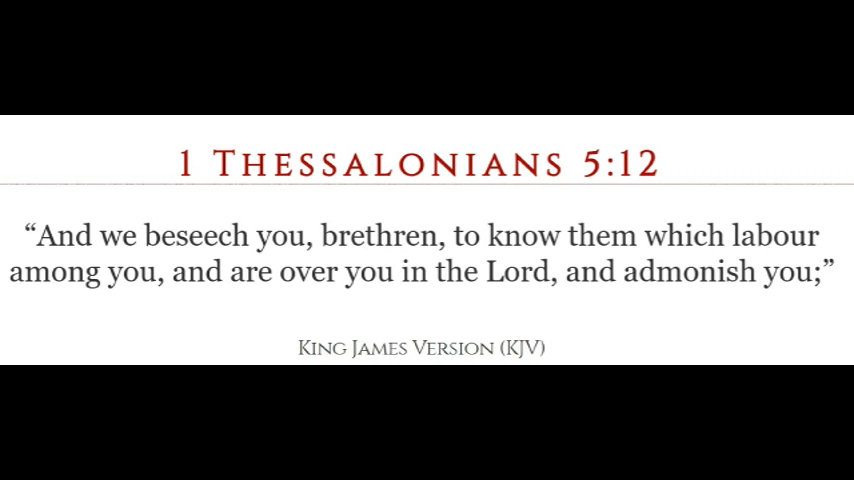 1 Thessalonians 5:12
“And we beseech you, brethren, to know them which labour
among you, and are over you in the Lord, and admonish you;”
King James Version (KJV)